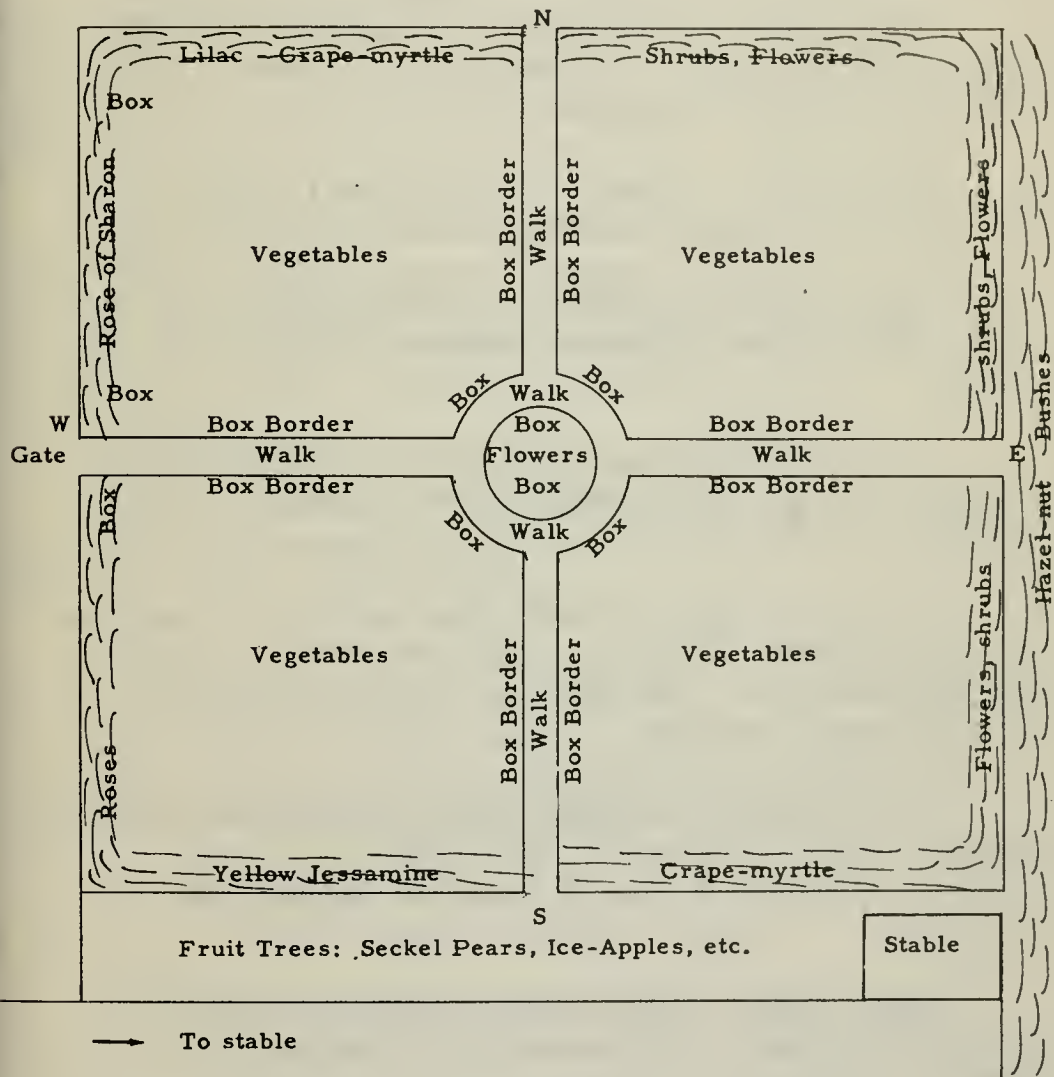 N
Lilac - Crape-myrtle
Shrubs, Flowers
Box
Rose of Sharon
Vegetables
Box Border
Walk
Box Border
Vegetables
shrubs, Flowers
Box
Box
Walk
Box
W
Box Border
Box
Box Border
Gate
Walk
Flowers
Walk
E
Box Border
Box
Box Border
Box
Box
Walk
Box
Hazel-nut Bushes
Vegetables
Box Border
Walk
Box Border
Vegetables
Flowers, shrubs
Roses
Yellow Jessamine
Crape-myrtle
S
Fruit Trees: Seckel Pears, Ice-Apples, etc.
Stable
To stable